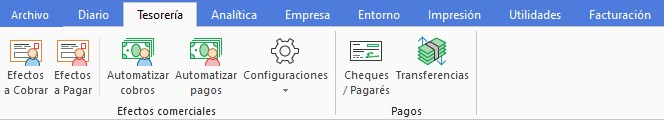 Archivo Diario Tesorería Analítica Empresa Entorno Impresión Utilidades Facturación
Efectos a Cobrar
Efectos a Pagar
Automatizar cobros
Automatizar pagos
Configuraciones
Cheques / Pagarés
Transferencias
Efectos comerciales
Pagos